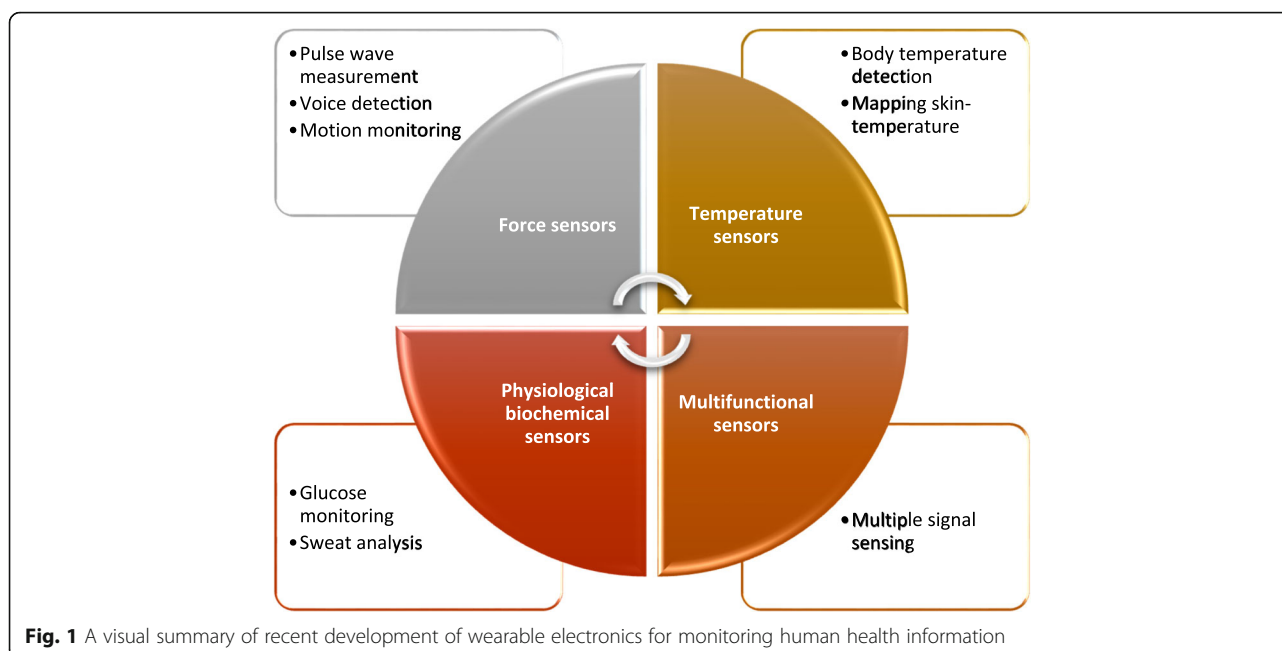 •Pulse wave
measurement
•Voice detection
•Motion monitoring
•Body temperature
detection
•Mapping skin-
temperature
Force sensors
Temperature
sensors
Physiological
biochemical
sensors
Multifunctional
sensors
•Glucose
monitoring
•Sweat analysis
•Multiple signal
sensing
Fig. 1 A visual summary of recent development of wearable electronics for monitoring human health information